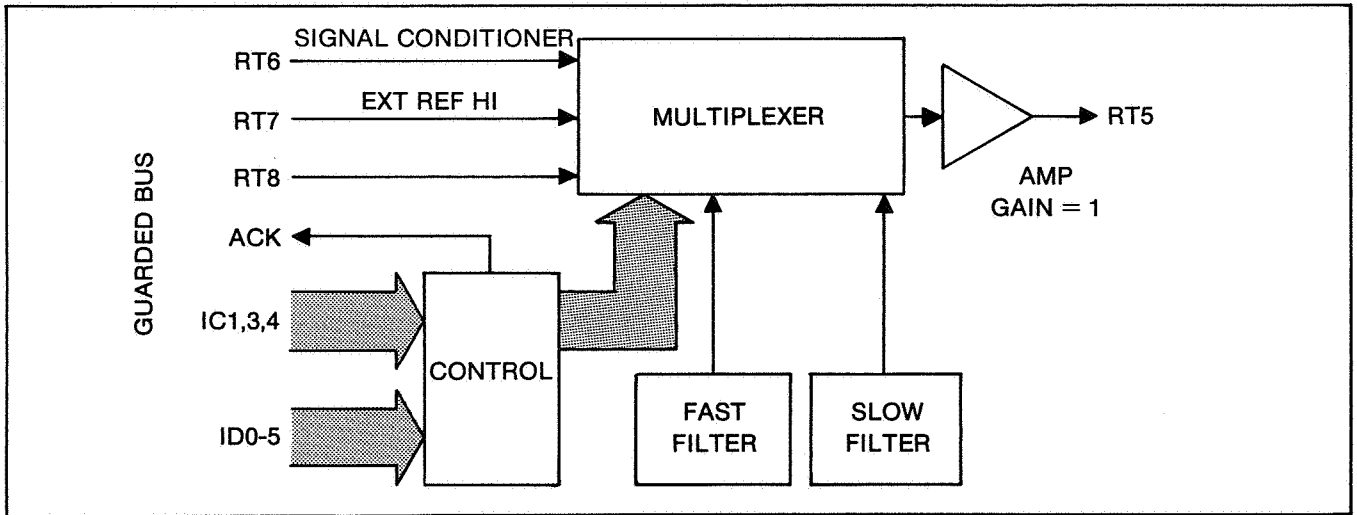 SIGNAL CONDITIONER
RT6
EXT REF HI
RT7
RT8
MULTIPLEXER
RT5
AMP
GAIN = 1
GUARDED BUS
ACK
IC1,3,4
CONTROL
ID0-5
FAST
FILTER
SLOW
FILTER